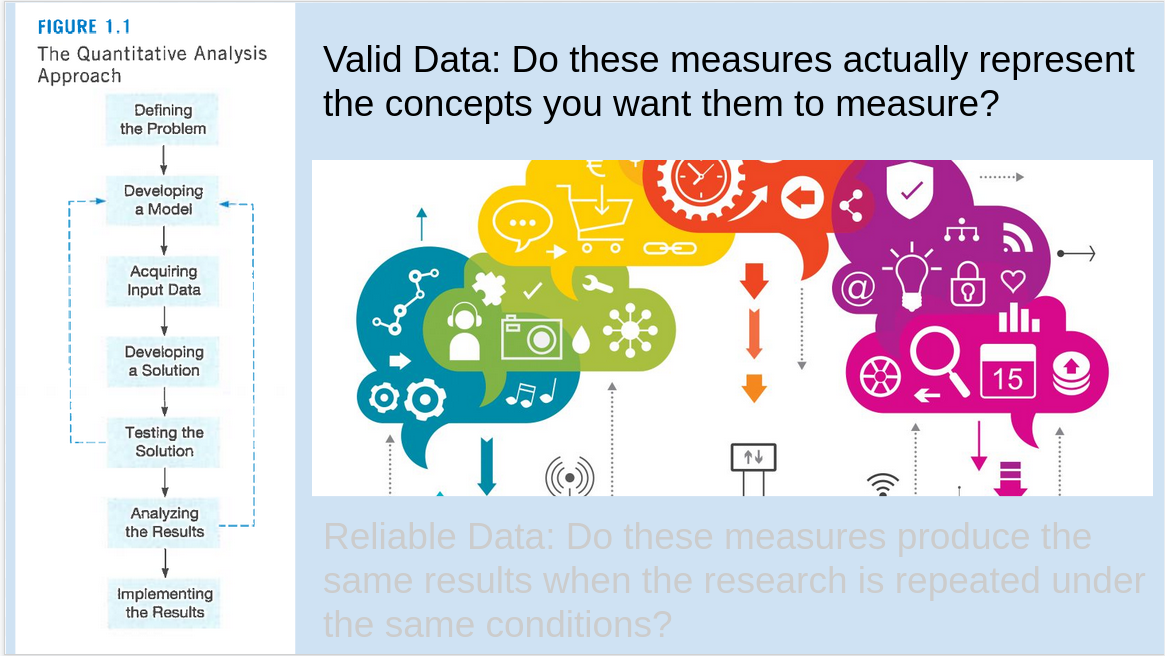 FIGURE 1.1
The Quantitative Analysis
Approach
Defining
the Problem
Developing
a Model
Acquiring
Input Data
Developing
a Solution
Testing the
Solution
Analyzing
the Results
Implementing
the Results
Valid Data: Do these measures actually represent
the concepts you want them to measure?
€
@
15
Reliable Data: Do these measures produce the
same results when the research is repeated under
the same conditions?